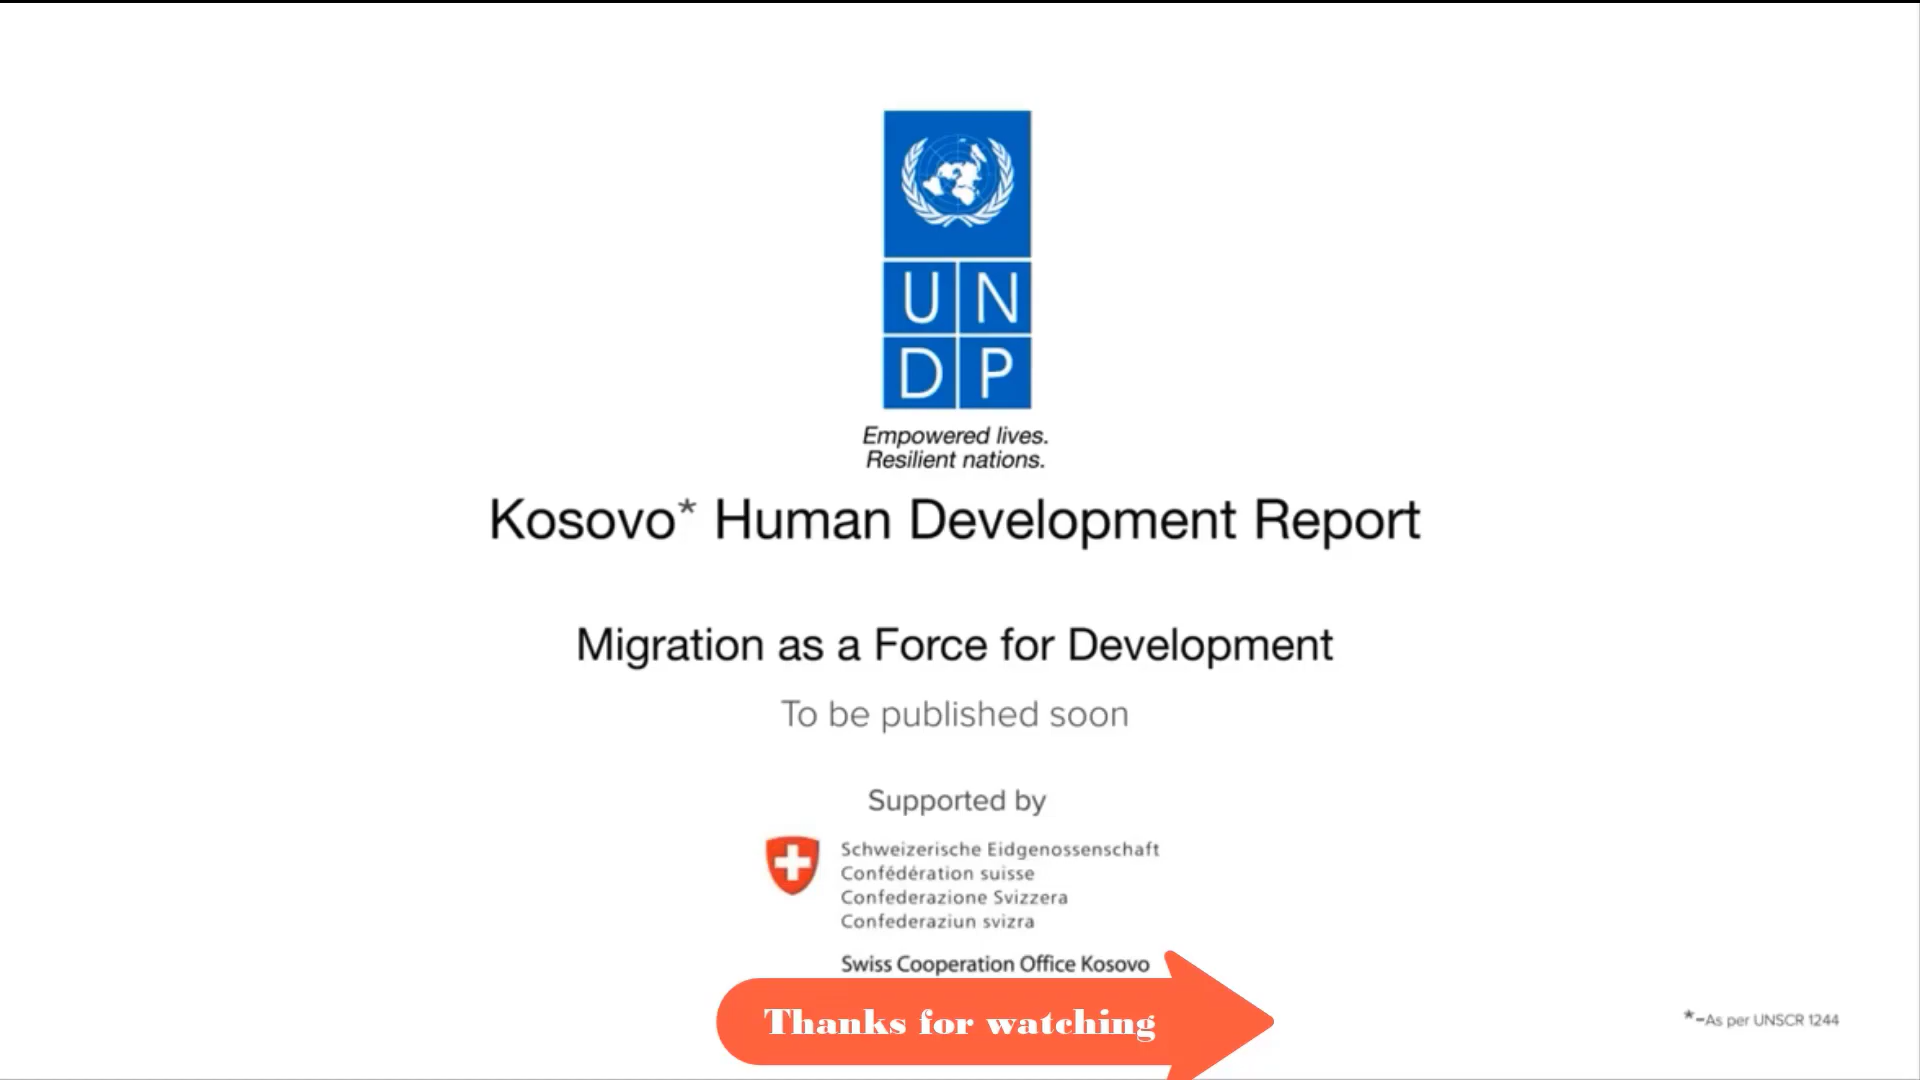 U N
D P
Empowered lives.
Resilient nations.
Kosovo* Human Development Report
Migration as a Force for Development
To be published soon
Supported by
Schweizerische Eidgenossenschaft
Confédération suisse
Confederazione Svizzera
Confederaziun svizra
Swiss Cooperation Office Kosovo
Thanks for watching
*-As per UNSCR 1244